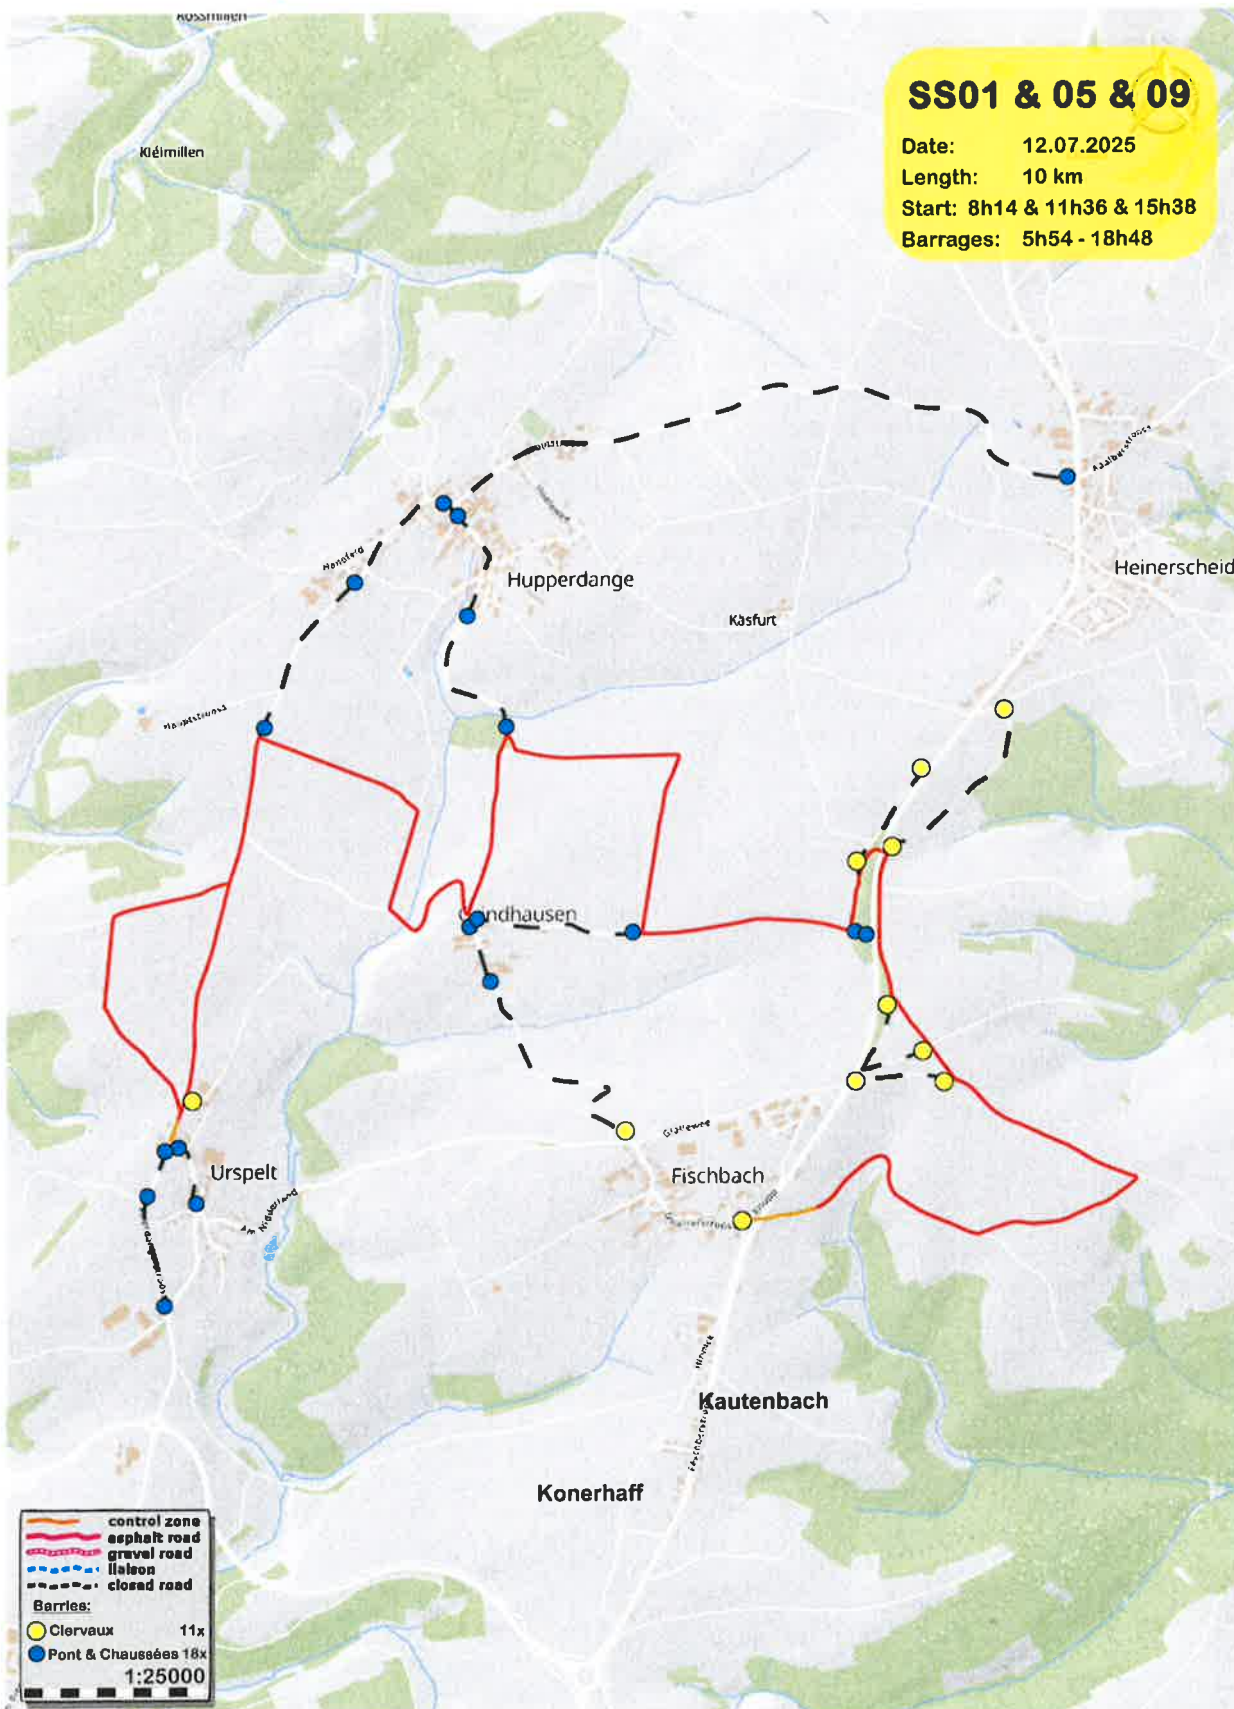 SS01 & 05 & 09
Date: 12.07.2025
Length: 10 km
Start: 8h14 & 11h36 & 15h38
Barrages: 5h54 - 18h48
Kléimillen
Heinerscheid
Hupperdange
Kàsfurt
Urspelt
Fischbach
Kautenbach
Konerhaff
control zone
asphalt road
gravel road
liaison
closed road
Barries:
Clervaux 11x
Pont & Chaussées 18x
1:25000